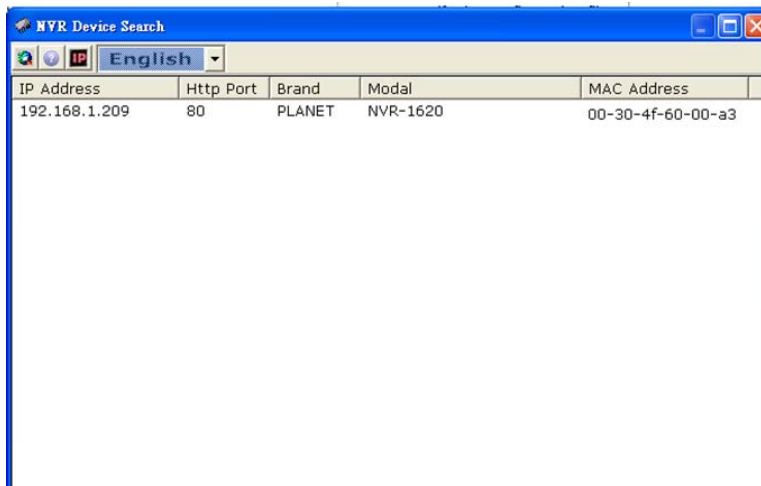 NVR Device Search
IP English
IP Address Http Port Brand Modal MAC Address
192.168.1.209 80 PLANET NVR-1620 00-30-4f-60-00-a3